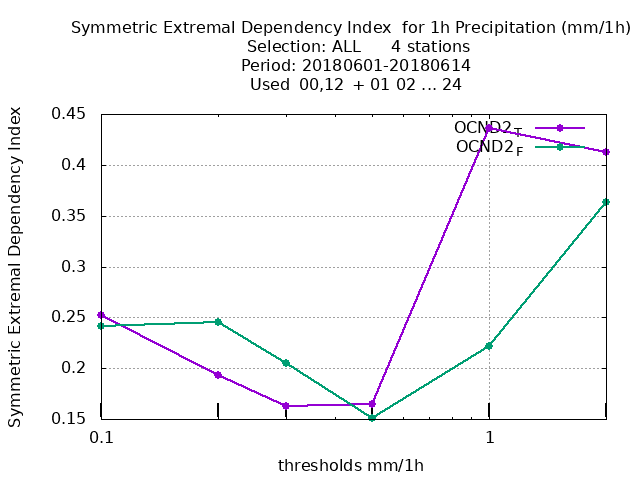 Symmetric Extremal Dependency Index  for 1h Precipitation (mm/1h)
Selection: ALL      4 stations
Period: 20180601-20180614
Used  00,12  + 01 02 ... 24
Symmetric Extremal Dependency Index
0.45
0.4
0.35
0.3
0.25
0.2
0.15
OCND2T
OCND2F
0.1
1
thresholds mm/1h